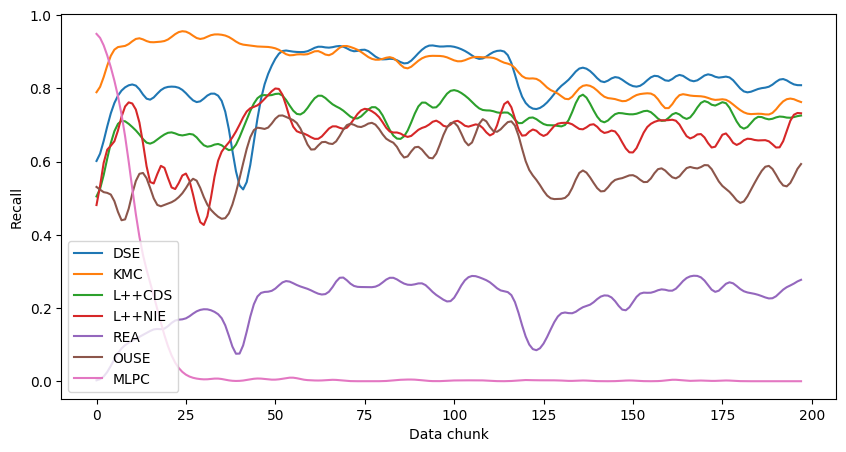 1.0
0.8
0.6
0.4
0.2
0.0
Recall
DSE
KMC
L++CDS
L++NIE
REA
OUSE
MLPC
0 25 50 75 100 125 150 175 200
Data chunk